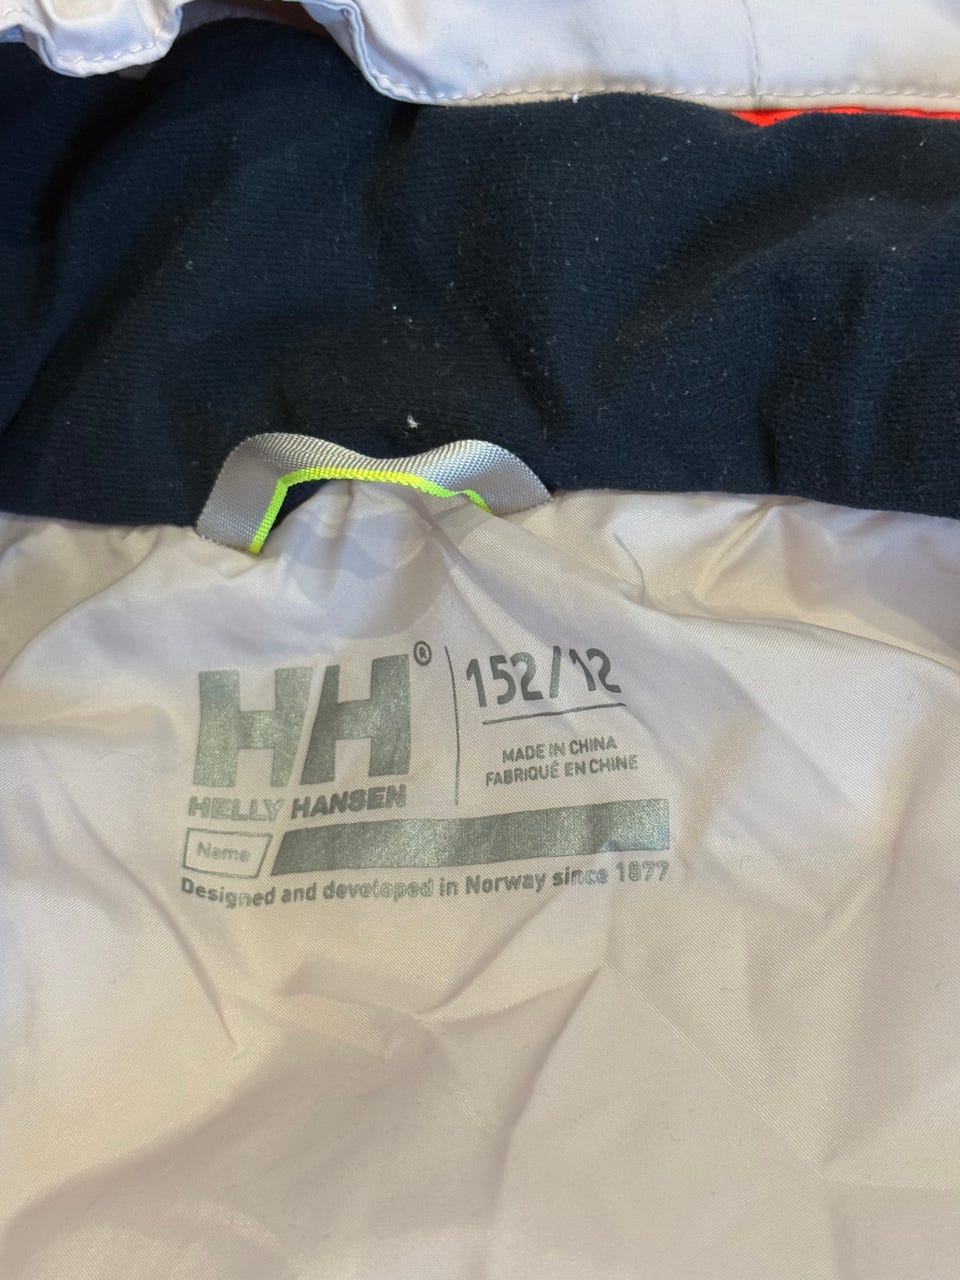 HH®
HELLY HANSEN
152/12
MADE IN CHINA
FABRIQUÉ EN CHINE
Name
Designed and developed in Norway since 1877